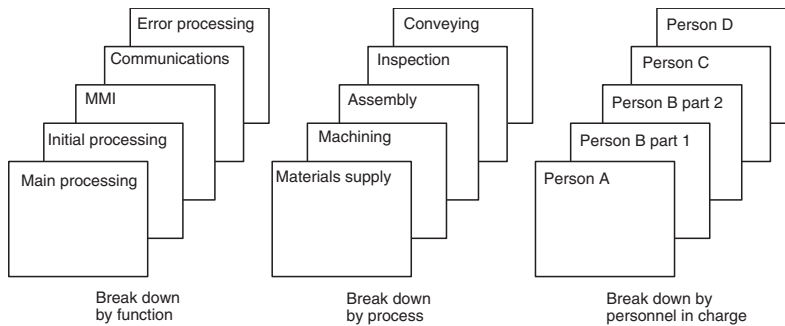 Error processing
Communications
MMI
Initial processing
Main processing
Break down
by function
Conveying
Inspection
Assembly
Machining
Materials supply
Break down
by process
Person D
Person C
Person B part 2
Person B part 1
Person A
Break down by
personnel in charge